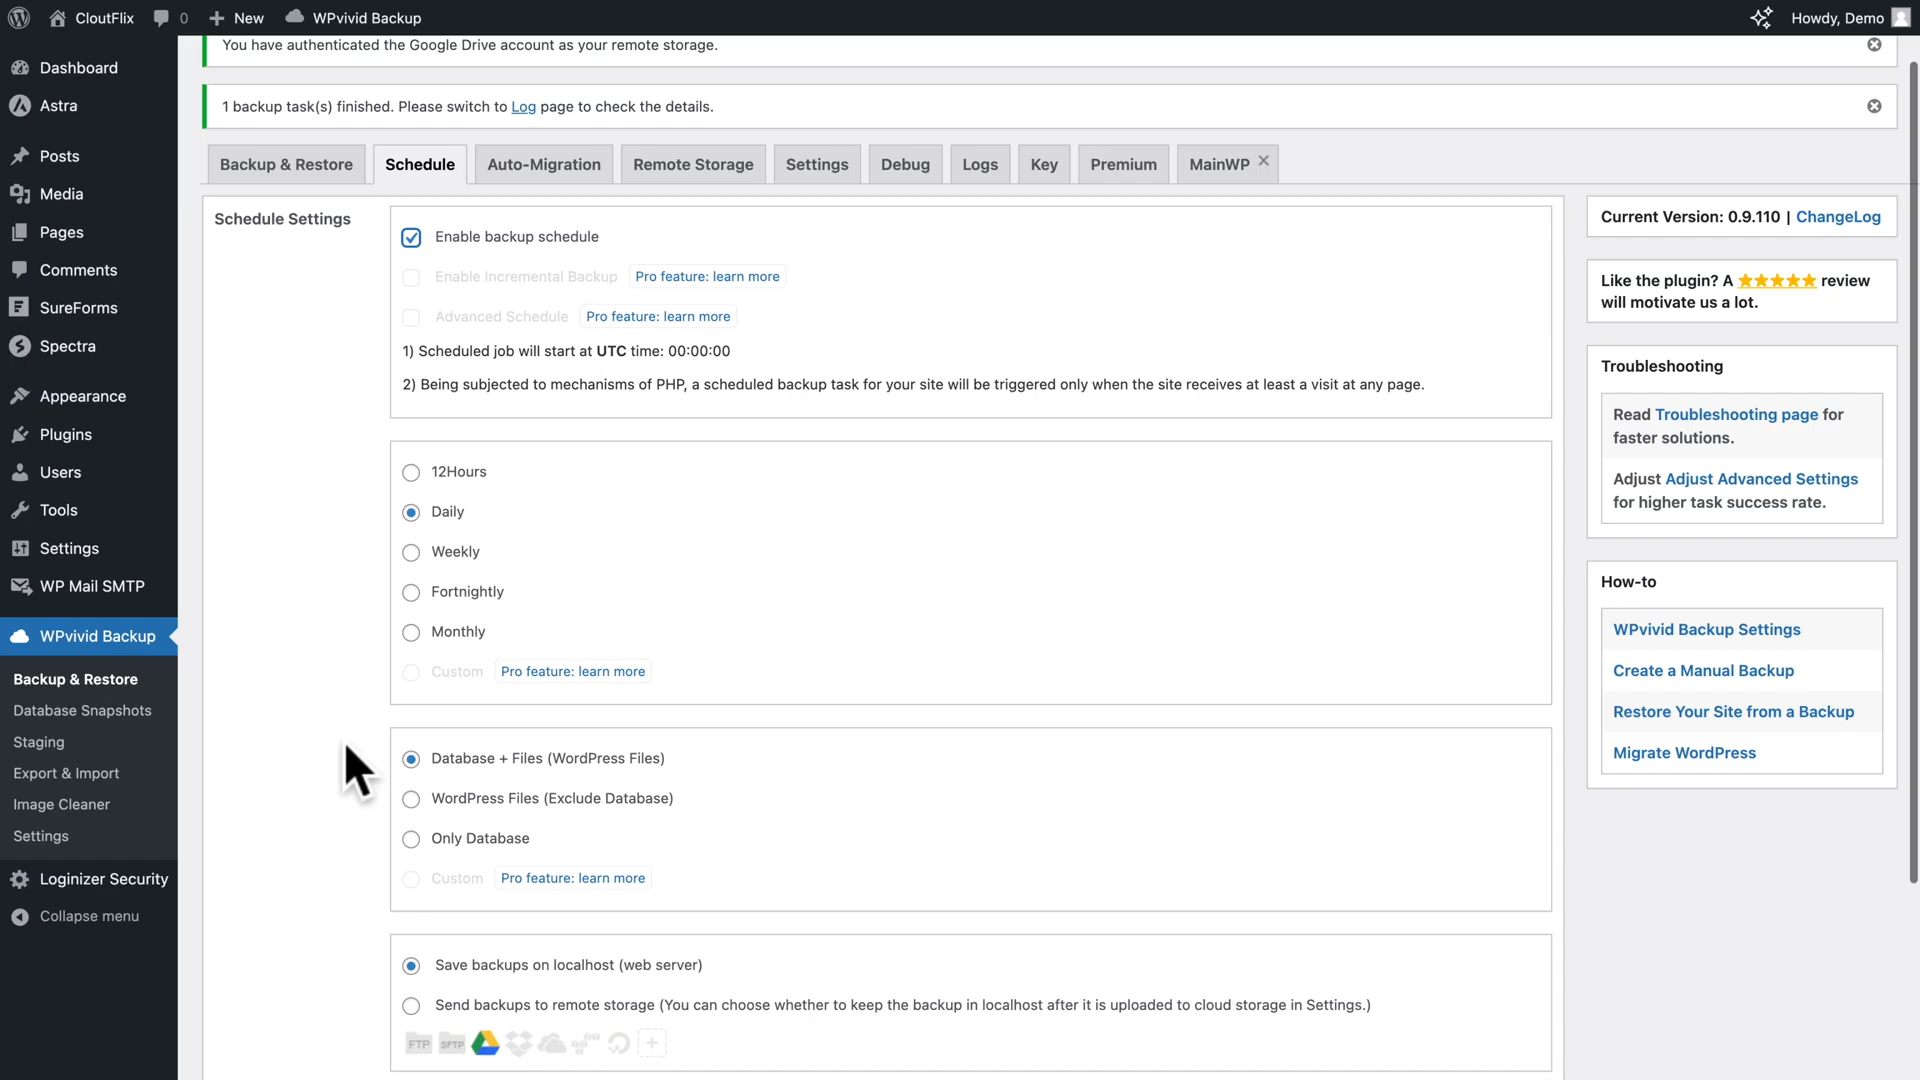 CloutFlix
0
New
WPvivid Backup
Howdy, Demo
Dashboard
Astra
Posts
Media
Pages
Comments
SureForms
Spectra
Appearance
Plugins
Users
Tools
Settings
WP Mail SMTP
WPvivid Backup
Backup & Restore
Database Snapshots
Staging
Export & Import
Image Cleaner
Settings
Loginizer Security
Collapse menu
You have authenticated the Google Drive account as your remote storage.
1 backup task(s) finished. Please switch to Log page to check the details.
Backup & Restore
Schedule
Auto-Migration
Remote Storage
Settings
Debug
Logs
Key
Premium
MainWP
Schedule Settings
Enable backup schedule
Enable Incremental Backup Pro feature: learn more
Advanced Schedule Pro feature: learn more
1) Scheduled job will start at UTC time: 00:00:00
2) Being subjected to mechanisms of PHP, a scheduled backup task for your site will be triggered only when the site receives at least a visit at any page.
12Hours
Daily
Weekly
Fortnightly
Monthly
Custom Pro feature: learn more
Database + Files (WordPress Files)
WordPress Files (Exclude Database)
Only Database
Custom Pro feature: learn more
Save backups on localhost (web server)
Send backups to remote storage (You can choose whether to keep the backup in localhost after it is uploaded to cloud storage in Settings.)
FTP SFTP
Current Version: 0.9.110 | ChangeLog
Like the plugin? A ★★★★★ review
will motivate us a lot.
Troubleshooting
Read Troubleshooting page for
faster solutions.
Adjust Adjust Advanced Settings
for higher task success rate.
How-to
WPvivid Backup Settings
Create a Manual Backup
Restore Your Site from a Backup
Migrate WordPress